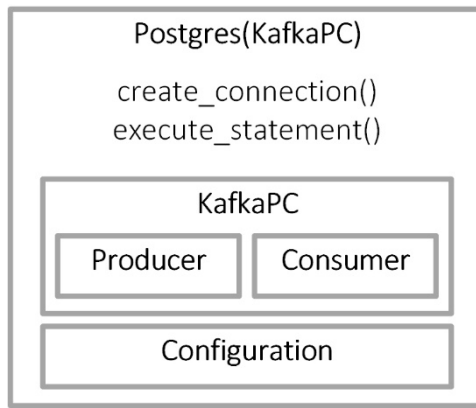 Postgres(KafkaPC)
create_connection()
execute_statement()
KafkaPC
Producer Consumer
Configuration